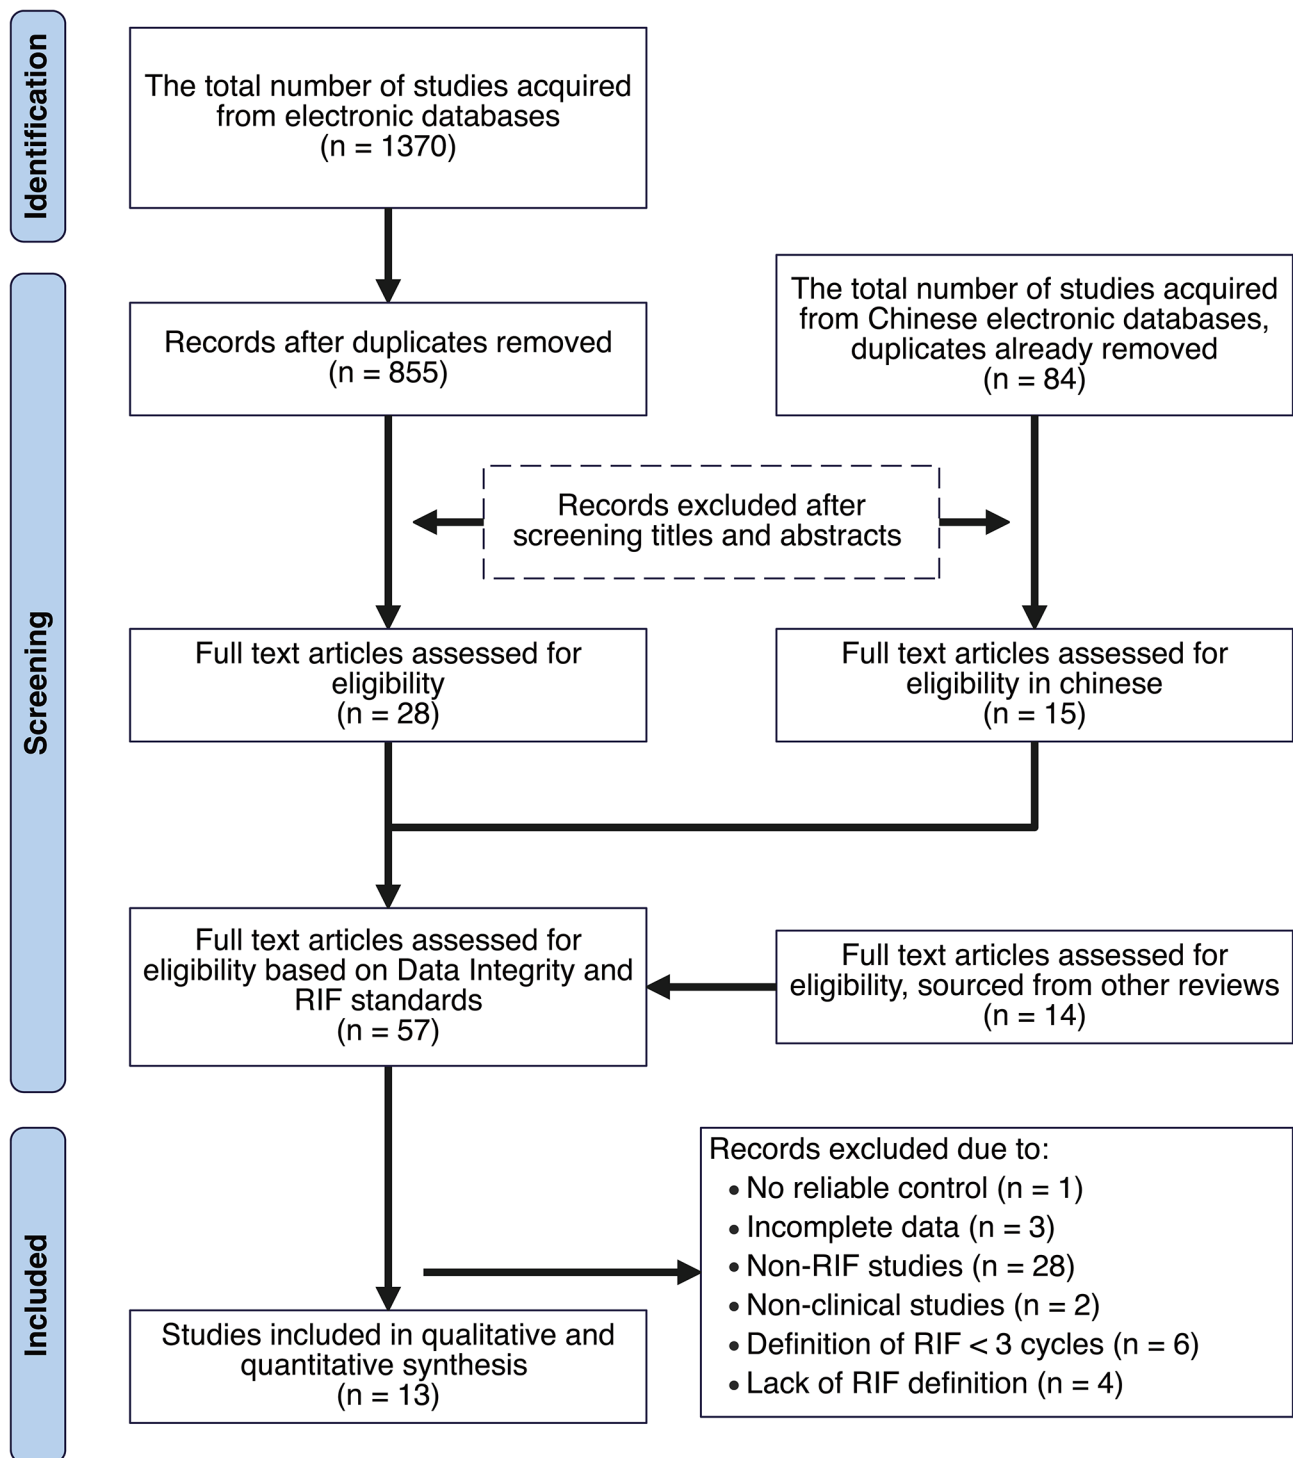 Identification
The total number of studies acquired
from electronic databases
(n = 1370)
Screening
Records after duplicates removed
(n = 855)
The total number of studies acquired
from Chinese electronic databases,
duplicates already removed
(n = 84)
Records excluded after
screening titles and abstracts
Full text articles assessed for
eligibility
(n = 28)
Full text articles assessed for
eligibility in chinese
(n = 15)
Full text articles assessed for
eligibility based on Data Integrity and
RIF standards
(n = 57)
Full text articles assessed for
eligibility, sourced from other reviews
(n = 14)
Included
Records excluded due to:
• No reliable control (n = 1)
• Incomplete data (n = 3)
• Non-RIF studies (n = 28)
• Non-clinical studies (n = 2)
• Definition of RIF < 3 cycles (n = 6)
• Lack of RIF definition (n = 4)
Studies included in qualitative and
quantitative synthesis
(n = 13)